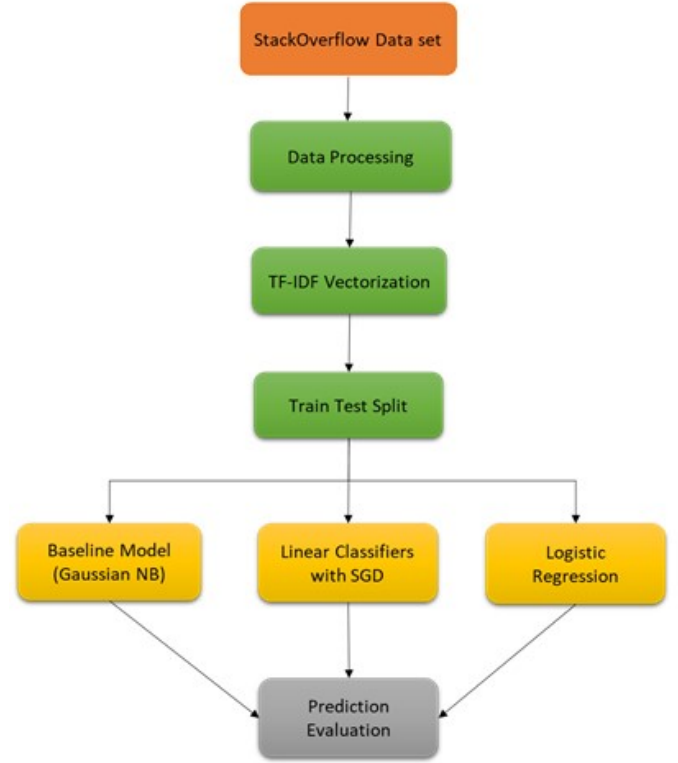 StackOverflow Data set
Data Processing
TF-IDF Vectorization
Train Test Split
Baseline Model
(Gaussian NB)
Linear Classifiers
with SGD
Logistic
Regression
Prediction
Evaluation